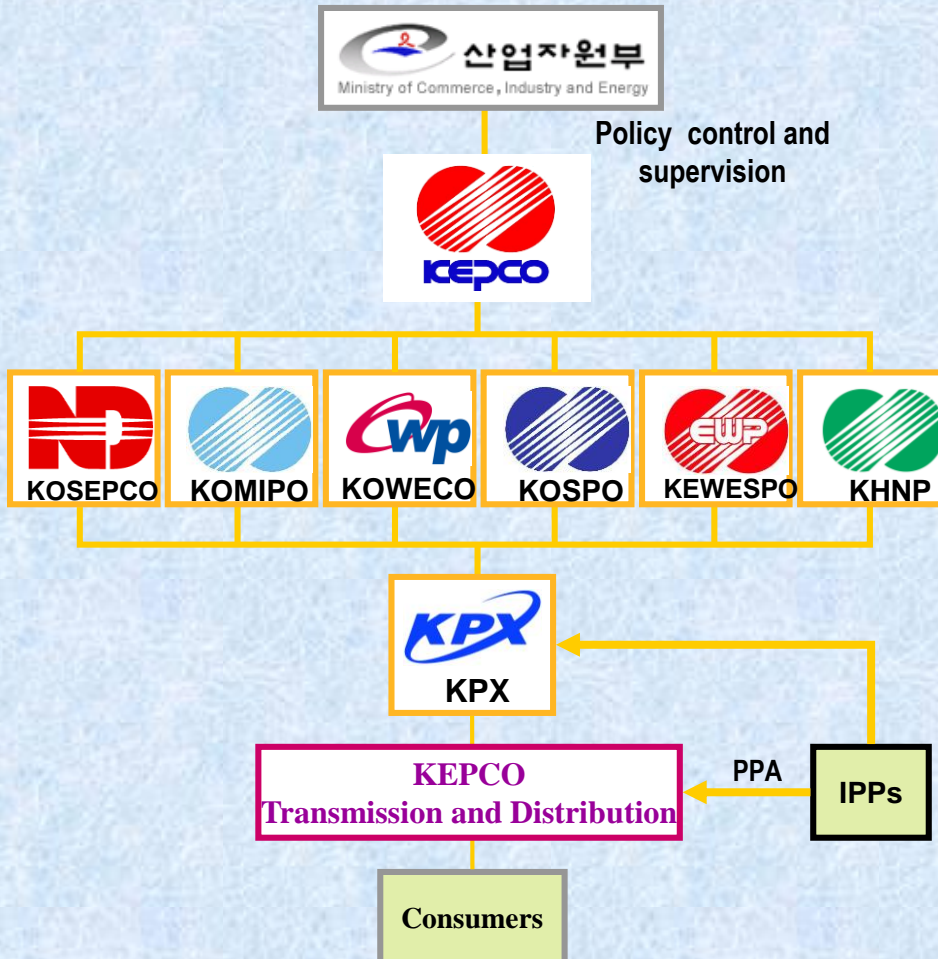 산업자원부
Ministry of Commerce, Industry and Energy
Policy control and
supervision
KEPCO
ND
wp
EWP
KOSEPCO
KOMIPO
KOWECO
KOSPO
KEWESPO
KHNP
KPX
KPX
KEPCO
Transmission and Distribution
PPA
IPPs
Consumers